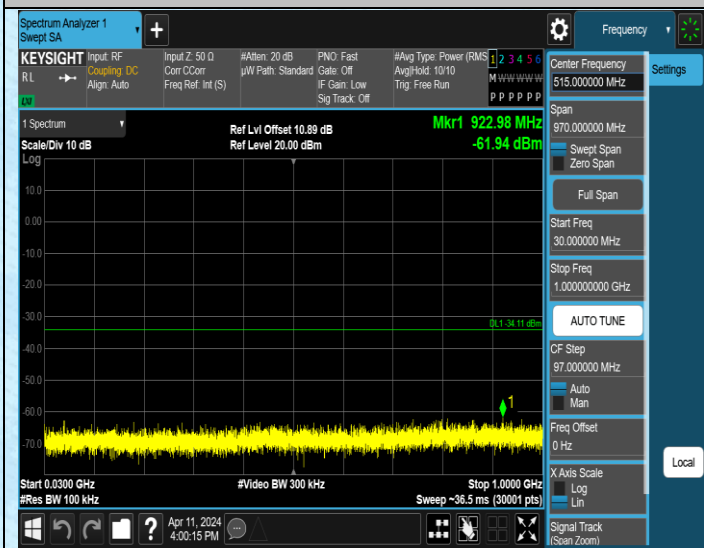 Spectrum Analyzer 1
Swept SA
Frequency
KEYSIGHT
RL
Input: RF
Coupling: DC
Align: Auto
Input Z: 50 Ω
Corr CCorr
Freq Ref: Int (S)
#Atten: 20 dB
µW Path: Standard
PNO: Fast
Gate: Off
IF Gain: Low
Sig Track: Off
#Avg Type: Power (RMS
Avg|Hold: 10/10
Trig: Free Run
1 2 3 4 5 6
M W W W W W
P P P P P P
1 Spectrum
Scale/Div 10 dB
Log
Ref Lvl Offset 10.89 dB
Ref Level 20.00 dBm
Mkr1 922.98 MHz
-61.94 dBm
10.0
0.00
-10.0
-20.0
-30.0
DL1 -34.11 dBm
-40.0
-50.0
-60.0
1
-70.0
Start 0.0300 GHz
#Res BW 100 kHz
#Video BW 300 kHz
Stop 1.0000 GHz
Sweep ~36.5 ms (30001 pts)
Apr 11, 2024
4:00:15 PM
?
Center Frequency
515.000000 MHz
Settings
Span
970.000000 MHz
Swept Span
Zero Span
Full Span
Start Freq
30.000000 MHz
Stop Freq
1.000000000 GHz
AUTO TUNE
CF Step
97.000000 MHz
Auto
Man
Freq Offset
0 Hz
X Axis Scale
Log
Lin
Local
Signal Track
(Span Zoom)